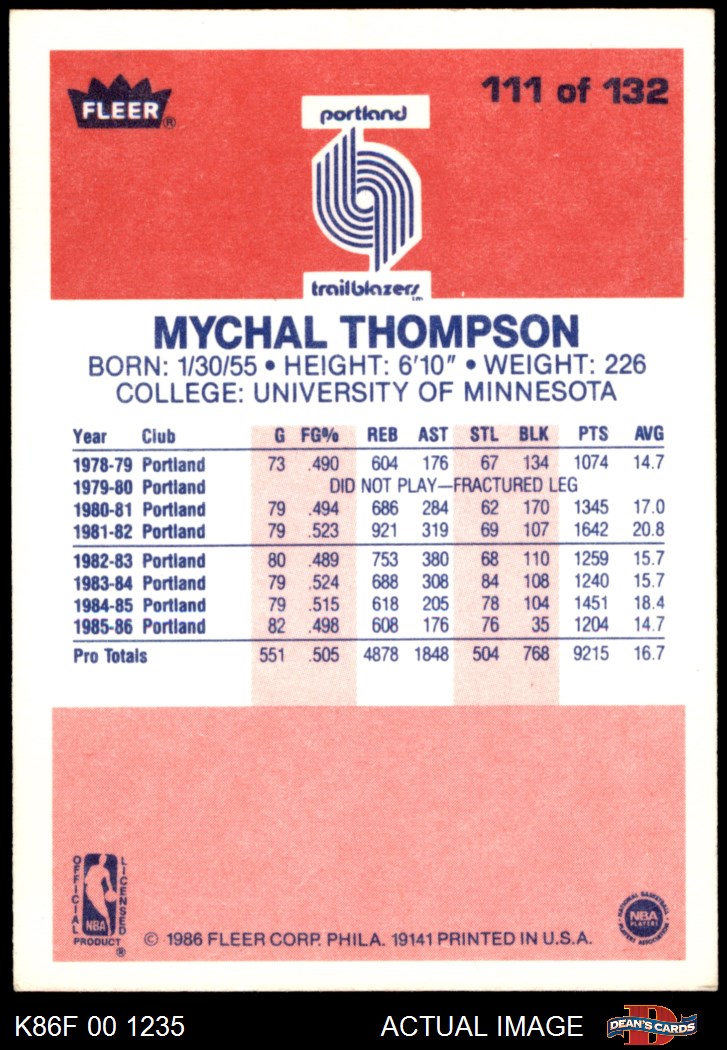 FLEER®
111 of 132
portland
trailblazers
TM
MYCHAL THOMPSON
BORN: 1/30/55 • HEIGHT: 6'10" • WEIGHT: 226
COLLEGE: UNIVERSITY OF MINNESOTA
Year Club G FG% REB AST STL BLK PTS AVG
1978-79 Portland 73 .490 604 176 67 134 1074 14.7
1979-80 Portland DID NOT PLAY—FRACTURED LEG
1980-81 Portland 79 .494 686 284 62 170 1345 17.0
1981-82 Portland 79 .523 921 319 69 107 1642 20.8
1982-83 Portland 80 .489 753 380 68 110 1259 15.7
1983-84 Portland 79 .524 688 308 84 108 1240 15.7
1984-85 Portland 79 .515 618 205 78 104 1451 18.4
1985-86 Portland 82 .498 608 176 76 35 1204 14.7
Pro Totals 551 .505 4878 1848 504 768 9215 16.7
OFFICIAL
LICENSED
NBA
PRODUCT
®
NATIONAL BASKETBALL
NBA
PLAYERS
PLAYERS ASSOCIATION
© 1986 FLEER CORP. PHILA. 19141 PRINTED IN U.S.A.
K86F 00 1235
ACTUAL IMAGE
D
DEAN'S CARDS